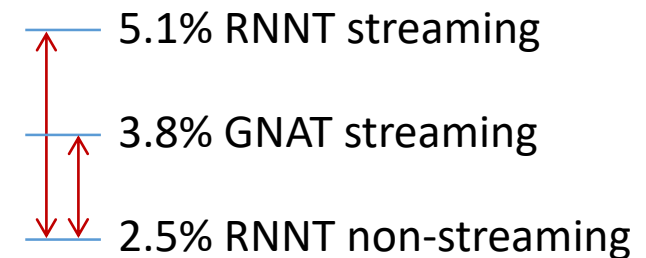 5.1% RNNT streaming
3.8% GNAT streaming
2.5% RNNT non-streaming